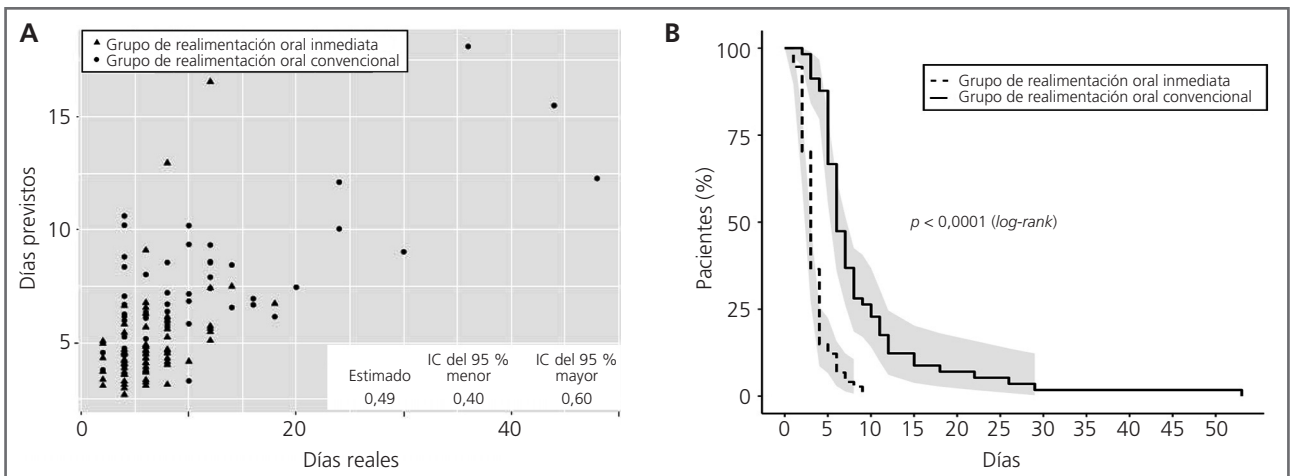 A
Grupo de realimentación oral inmediata
Grupo de realimentación oral convencional
Días previstos
15
10
5
Estimado
IC del 95 %
menor
IC del 95 %
mayor
0,49
0,40
0,60
0
20
40
Días reales
B
Grupo de realimentación oral inmediata
Grupo de realimentación oral convencional
Pacientes (%)
100
75
50
25
0
p < 0,0001 (log-rank)
0 5 10 15 20 25 30 35 40 45 50
Días